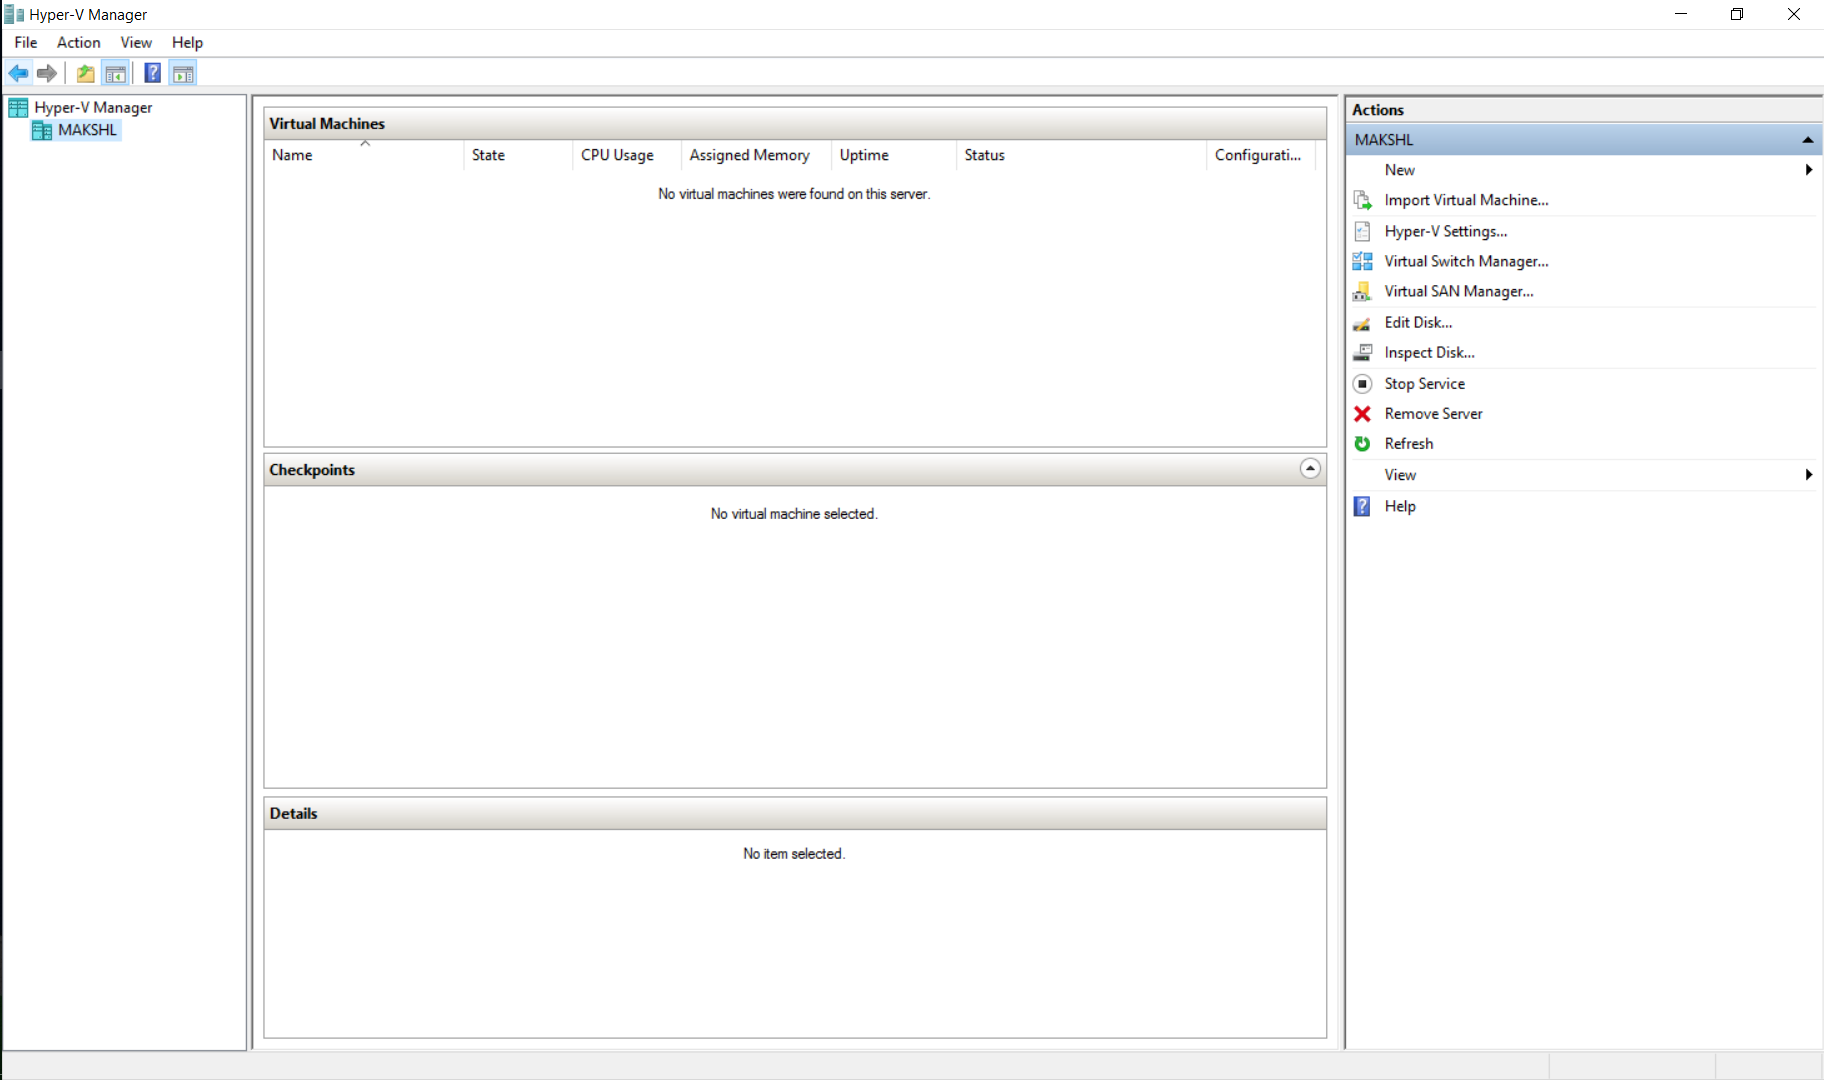 Hyper-V Manager
File Action View Help
Hyper-V Manager
MAKSHL
Virtual Machines
Name State CPU Usage Assigned Memory Uptime Status Configurati...
No virtual machines were found on this server.
Checkpoints
No virtual machine selected.
Details
No item selected.
Actions
MAKSHL
New
Import Virtual Machine...
Hyper-V Settings...
Virtual Switch Manager...
Virtual SAN Manager...
Edit Disk...
Inspect Disk...
Stop Service
Remove Server
Refresh
View
Help